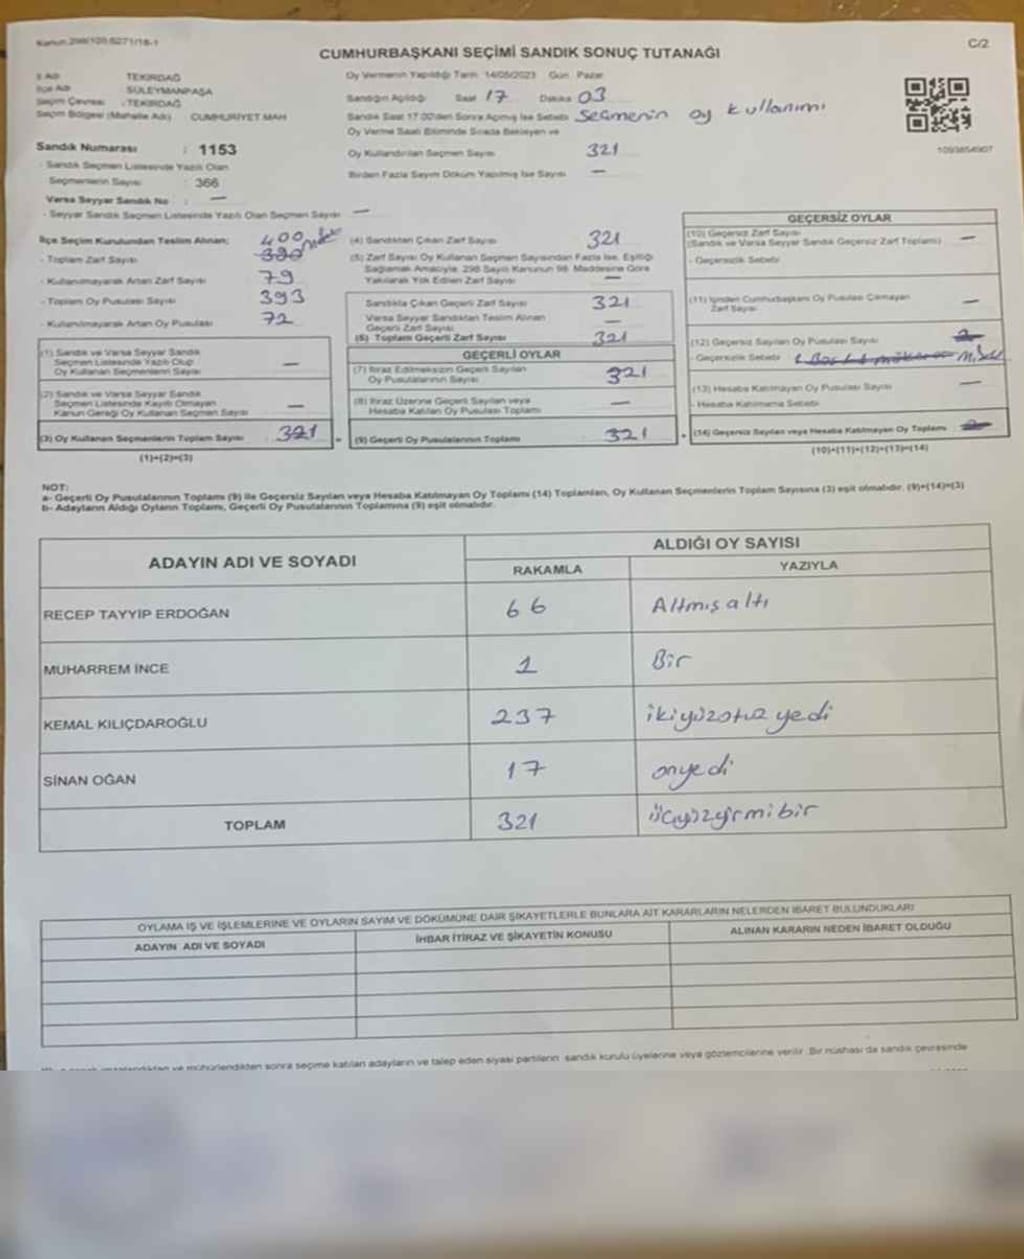 Kanun:298/109,6271/16-1
C/2
CUMHURBAŞKANI SEÇİMİ SANDIK SONUÇ TUTANAĞI
İl Adı TEKİRDAĞ
İlçe Adı SÜLEYMANPAŞA
Seçim Çevresi : TEKİRDAĞ
Seçim Bölgesi (Mahalle Adı) CUMHURİYET MAH
Sandık Numarası : 1153
- Sandık Seçmen Listesinde Yazılı Olan
Seçmenlerin Sayısı : 366
Varsa Seyyar Sandık No : —
- Seyyar Sandık Seçmen Listesinde Yazılı Olan Seçmen Sayısı —
Oy Vermenin Yapıldığı Tarih 14/05/2023 Gün Pazar
Sandığın Açıldığı Saat 17 Dakika 03
Sandık Saat 17.00'den Sonra Açılmış İse Sebebi Seçmenin oy kullanımı
Oy Verme Saati Bitiminde Sırada Bekleyen ve
Oy Kullandırılan Seçmen Sayısı 321
Birden Fazla Sayım Döküm Yapılmış İse Sayısı —
1093854907
İlçe Seçim Kurulundan Teslim Alınan; 400
- Toplam Zarf Sayısı 390
- Kullanılmayarak Artan Zarf Sayısı 79
- Toplam Oy Pusulası Sayısı 393
- Kullanılmayarak Artan Oy Pusulası 72
(1) Sandık ve Varsa Seyyar Sandık
Seçmen Listesinde Yazılı Olup
Oy Kullanan Seçmenlerin Sayısı —
(2) Sandık ve Varsa Seyyar Sandık
Seçmen Listesinde Kayıtlı Olmayan
Kanun Gereği Oy Kullanan Seçmen Sayısı —
(3) Oy Kullanan Seçmenlerin Toplam Sayısı 321
(1)+(2)=(3)
(4) Sandıktan Çıkan Zarf Sayısı 321
(5) Zarf Sayısı Oy Kullanan Seçmen Sayısından Fazla İse, Eşitliği
Sağlamak Amacıyla, 298 Sayılı Kanunun 98. Maddesine Göre
Yakılarak Yok Edilen Zarf Sayısı —
Sandıkta Çıkan Geçerli Zarf Sayısı 321
Varsa Seyyar Sandıktan Teslim Alınan
Geçerli Zarf Sayısı —
(6) Toplam Geçerli Zarf Sayısı 321
GEÇERLİ OYLAR
(7) İtiraz Edilmeksizin Geçerli Sayılan
Oy Pusulalarının Sayısı 321
(8) İtiraz Üzerine Geçerli Sayılan veya
Hesaba Katılan Oy Pusulası Toplamı —
= (9) Geçerli Oy Pusulalarının Toplamı 321
GEÇERSİZ OYLAR
(10) Geçersiz Zarf Sayısı
(Sandık ve Varsa Seyyar Sandık Geçersiz Zarf Toplamı) —
- Geçersizlik Sebebi
(11) İçinden Cumhurbaşkanı Oy Pusulası Çıkmayan
Zarf Sayısı —
(12) Geçersiz Sayılan Oy Pusulası Sayısı 2
- Geçersizlik Sebebi
(13) Hesaba Katılmayan Oy Pusulası Sayısı —
- Hesaba Katılmama Sebebi
+ (14) Geçersiz Sayılan veya Hesaba Katılmayan Oy Toplamı 2
(10)+(11)+(12)+(13)=(14)
NOT:
a- Geçerli Oy Pusulalarının Toplamı (9) ile Geçersiz Sayılan veya Hesaba Katılmayan Oy Toplamı (14) Toplamları, Oy Kullanan Seçmenlerin Toplam Sayısına (3) eşit olmalıdır. (9)+(14)=(3)
b- Adayların Aldığı Oyların Toplamı, Geçerli Oy Pusulalarının Toplamına (9) eşit olmalıdır.
ADAYIN ADI VE SOYADI
ALDIĞI OY SAYISI
RAKAMLA YAZIYLA
RECEP TAYYİP ERDOĞAN 66 Altmış altı
MUHARREM İNCE 1 Bir
KEMAL KILIÇDAROĞLU 237 ikiyüzotuz yedi
SİNAN OĞAN 17 onyedi
TOPLAM 321 üçyüzyirmibir
OYLAMA İŞ VE İŞLEMLERİNE VE OYLARIN SAYIM VE DÖKÜMÜNE DAİR ŞİKAYETLERLE BUNLARA AİT KARARLARIN NELERDEN İBARET BULUNDUKLARI
ADAYIN ADI VE SOYADI İHBAR İTİRAZ VE ŞİKAYETİN KONUSU ALINAN KARARIN NEDEN İBARET OLDUĞU
ve mühürlendikten sonra seçime katılan adayların ve talep eden siyasi partilerin sandık kurulu üyelerine veya gözlemcilerine verilir. Bir nüshası da sandık çevresinde